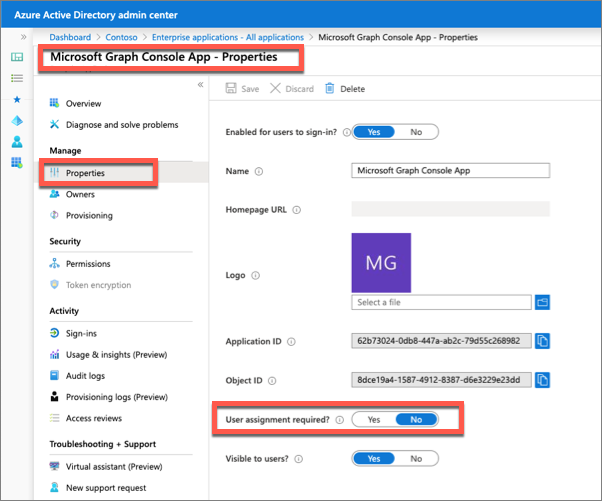 Azure Active Directory admin center
Dashboard > Contoso > Enterprise applications - All applications > Microsoft Graph Console App - Properties
Microsoft Graph Console App - Properties
Save Discard Delete
Overview
Diagnose and solve problems
Manage
Properties
Owners
Provisioning
Security
Permissions
Token encryption
Activity
Sign-ins
Usage & insights (Preview)
Audit logs
Provisioning logs (Preview)
Access reviews
Troubleshooting + Support
Virtual assistant (Preview)
New support request
Enabled for users to sign-in? Yes No
Name Microsoft Graph Console App
Homepage URL
Logo MG
Select a file
Application ID 62b73024-0db8-447a-ab2c-79d55c268982
Object ID 8dce19a4-1587-4912-8387-d6e3229e23dd
User assignment required? Yes No
Visible to users? Yes No